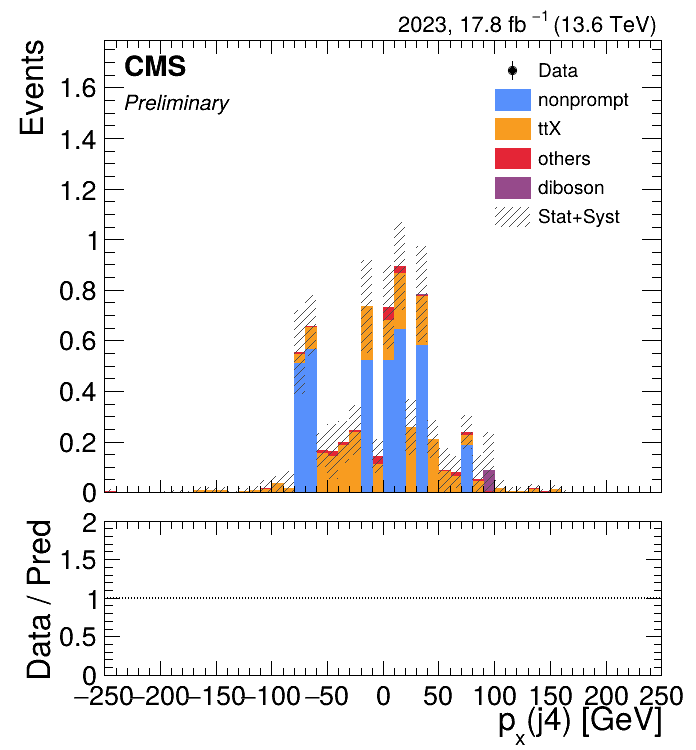 2023, 17.8 fb⁻¹ (13.6 TeV)
CMS
Preliminary
Events
1.6
1.4
1.2
1
0.8
0.6
0.4
0.2
0
Data
nonprompt
ttX
others
diboson
Stat+Syst
Data / Pred
2
1.5
1
0.5
0
−250 −200 −150 −100 −50 0 50 100 150 200 250
pₓ(j4) [GeV]